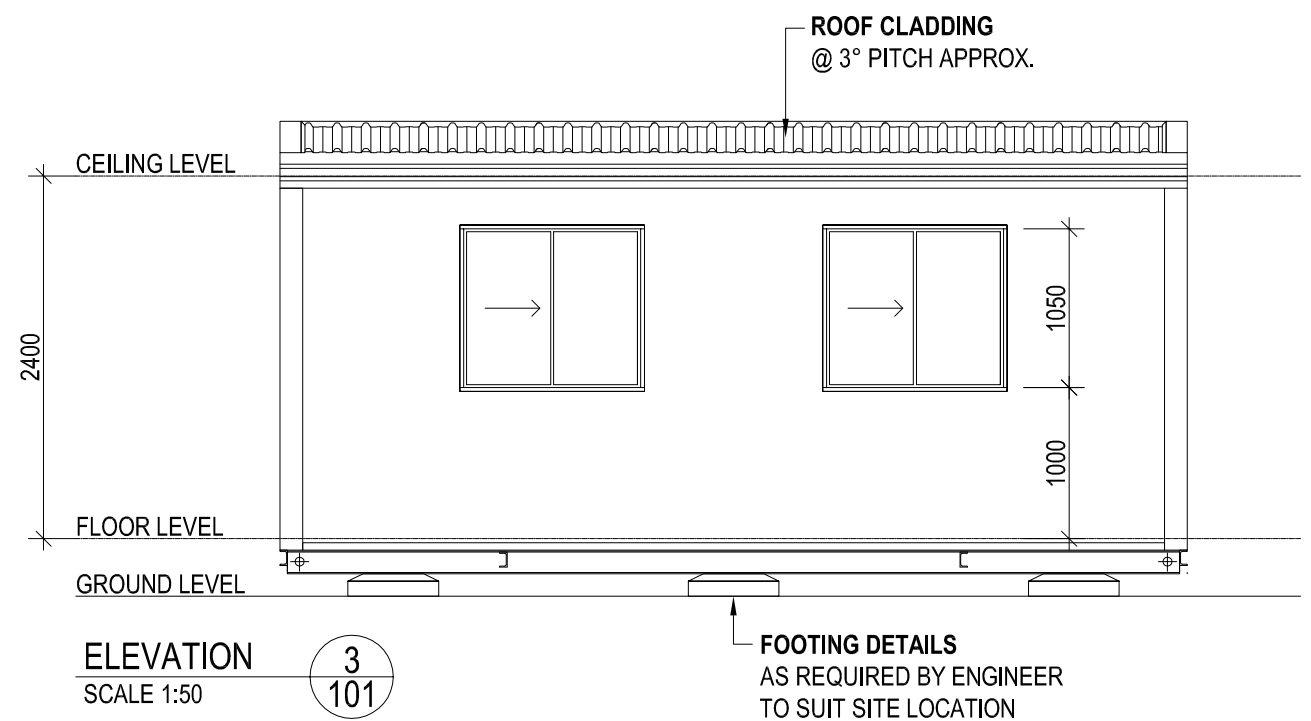 ROOF CLADDING
@ 3° PITCH APPROX.
CEILING LEVEL
2400
1050
1000
FLOOR LEVEL
GROUND LEVEL
ELEVATION
SCALE 1:50
3
101
FOOTING DETAILS
AS REQUIRED BY ENGINEER
TO SUIT SITE LOCATION